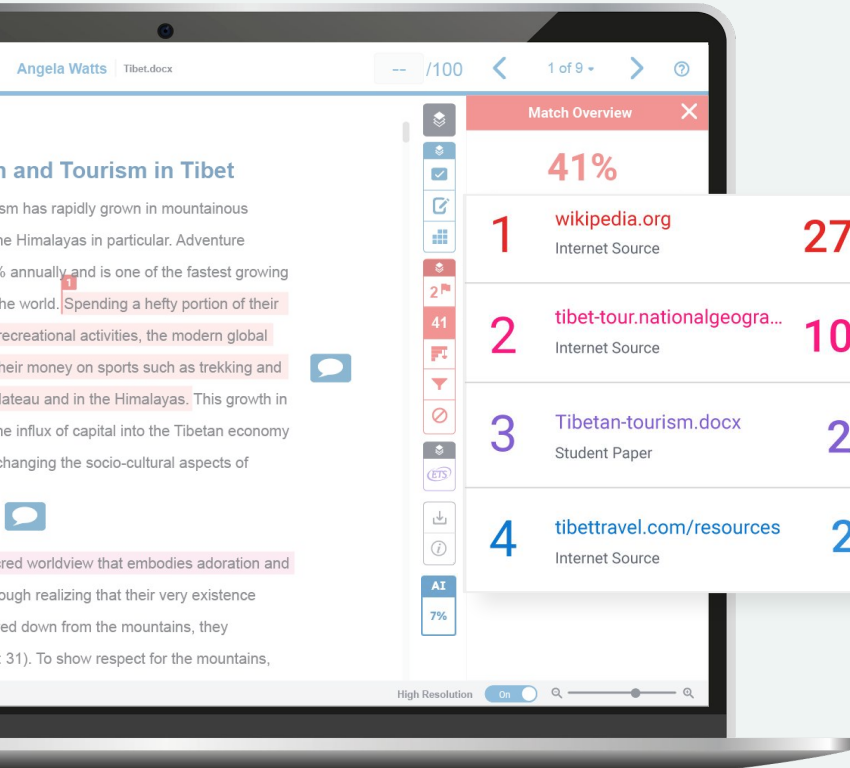 Angela Watts Tibet.docx -- /100 1 of 9
Match Overview
41%
and Tourism in Tibet
sm has rapidly grown in mountainous
he Himalayas in particular. Adventure
% annually and is one of the fastest growing
1
he world. Spending a hefty portion of their
recreational activities, the modern global
heir money on sports such as trekking and
lateau and in the Himalayas. This growth in
he influx of capital into the Tibetan economy
changing the socio-cultural aspects of
red worldview that embodies adoration and
ough realizing that their very existence
ed down from the mountains, they
31). To show respect for the mountains,
2
41
ETS
i
AI
7%
1 wikipedia.org 27
Internet Source
2 tibet-tour.nationalgeogra... 10
Internet Source
3 Tibetan-tourism.docx 2
Student Paper
4 tibettravel.com/resources 2
Internet Source
High Resolution On